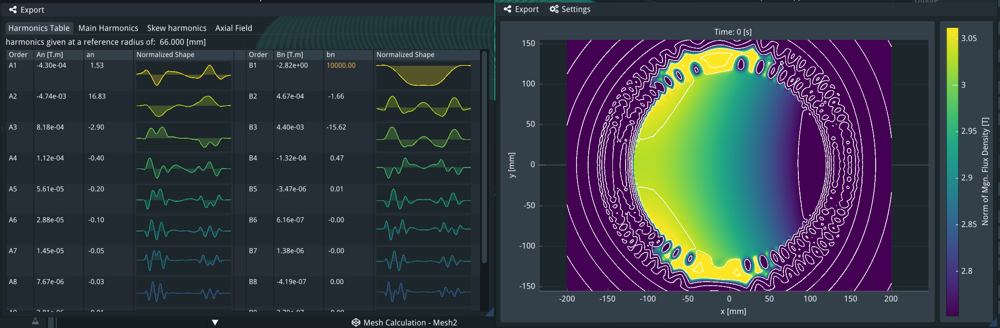 Export
Harmonics Table Main Harmonics Skew harmonics Axial Field
harmonics given at a reference radius of: 66.000 [mm]
Order An [T.m] an Normalized Shape Order Bn [T.m] bn Normalized Shape
A1 -4.30e-04 1.53 B1 -2.82e+00 10000.00
A2 -4.74e-03 16.83 B2 4.67e-04 -1.66
A3 8.18e-04 -2.90 B3 4.40e-03 -15.62
A4 1.12e-04 -0.40 B4 -1.32e-04 0.47
A5 5.61e-05 -0.20 B5 -3.47e-06 0.01
A6 2.88e-05 -0.10 B6 6.16e-07 -0.00
A7 1.45e-05 -0.05 B7 1.38e-06 -0.00
A8 7.67e-06 -0.03 B8 -4.19e-07 0.00
Mesh Calculation - Mesh2
Export Settings
Time: 0 [s]
150
100
50
0
-50
-100
-150
y [mm]
-200 -150 -100 -50 0 50 100 150 200
x [mm]
3.05
3
2.95
2.9
2.85
2.8
Norm of Mgn. Flux Density [T]